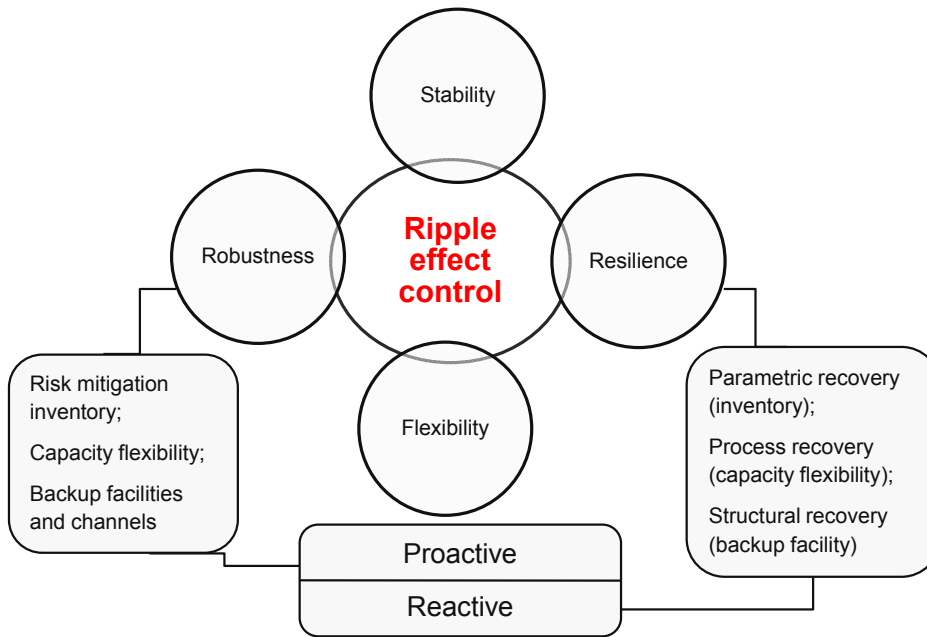 Stability
Robustness
Ripple
effect
control
Resilience
Flexibility
Risk mitigation
inventory;
Capacity flexibility;
Backup facilities
and channels
Parametric recovery
(inventory);
Process recovery
(capacity flexibility);
Structural recovery
(backup facility)
Proactive
Reactive